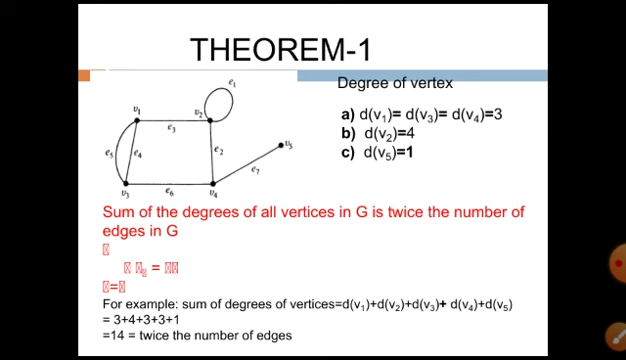 THEOREM-1
e₁
Degree of vertex
v₁
v₂
a) d(v₁)= d(v₃)= d(v₄)=3
e₃
b) d(v₂)=4
e₅
e₄
e₂
v₅
c) d(v₅)=1
e₇
v₃
e₆
v₄
Sum of the degrees of all vertices in G is twice the number of
edges in G
=
=
For example: sum of degrees of vertices=d(v₁)+d(v₂)+d(v₃)+ d(v₄)+d(v₅)
= 3+4+3+3+1
=14 = twice the number of edges